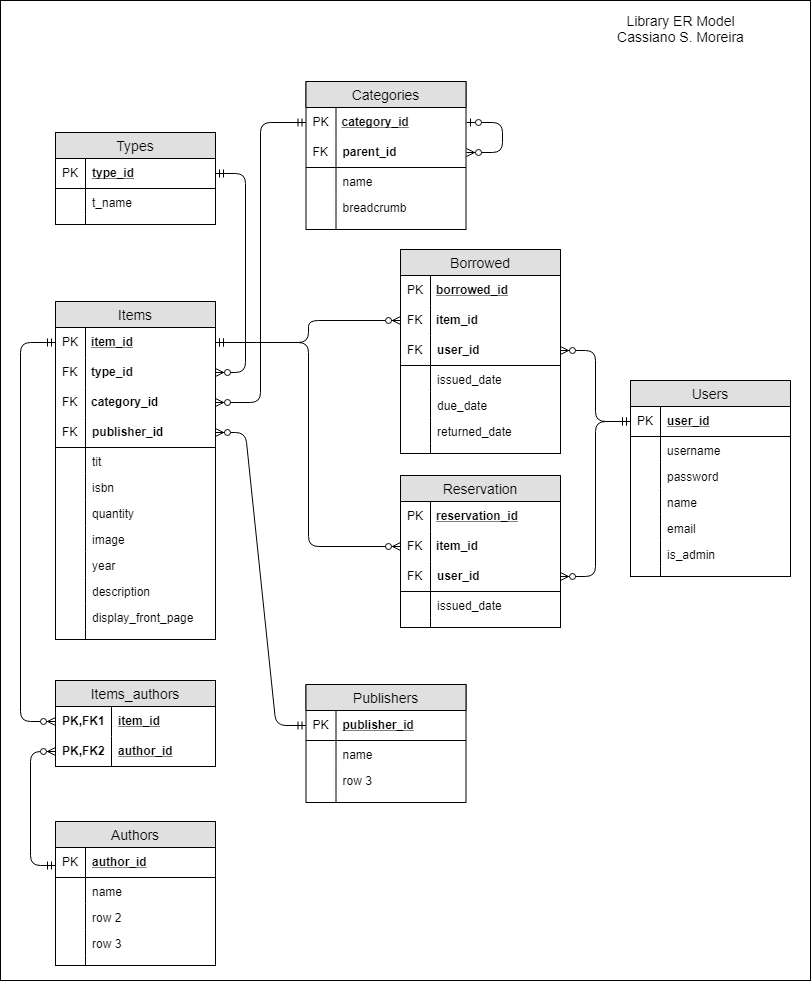 Library ER Model
Cassiano S. Moreira
Categories
PK category_id
FK parent_id
name
breadcrumb
Types
PK type_id
t_name
Borrowed
PK borrowed_id
FK item_id
FK user_id
issued_date
due_date
returned_date
Items
PK item_id
FK type_id
FK category_id
FK publisher_id
tit
isbn
quantity
image
year
description
display_front_page
Users
PK user_id
username
password
name
email
is_admin
Reservation
PK reservation_id
FK item_id
FK user_id
issued_date
Items_authors
PK,FK1 item_id
PK,FK2 author_id
Publishers
PK publisher_id
name
row 3
Authors
PK author_id
name
row 2
row 3